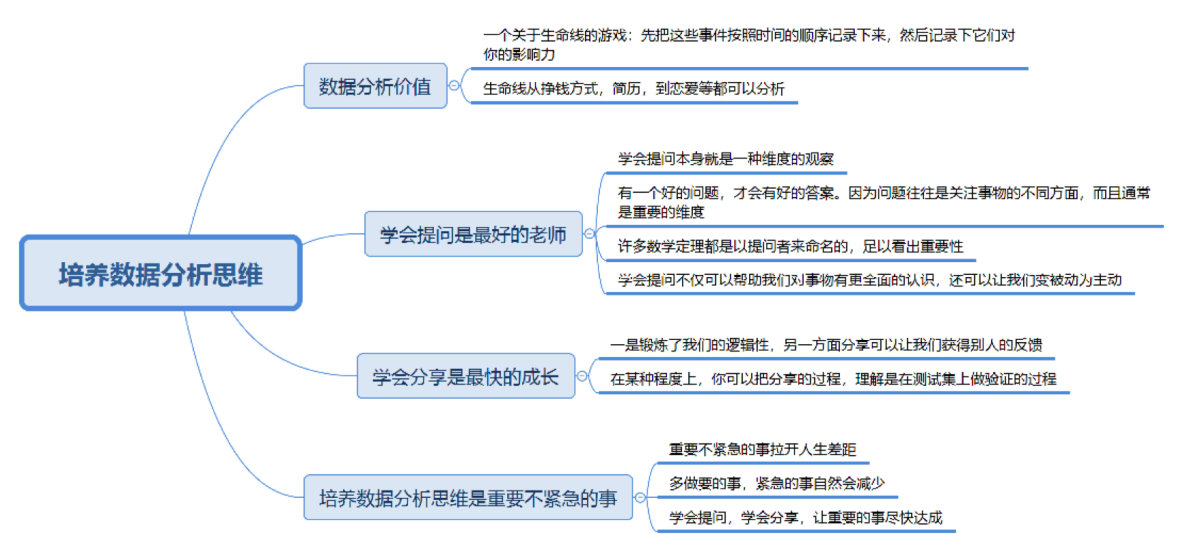 培养数据分析思维
数据分析价值
一个关于生命线的游戏：先把这些事件按照时间的顺序记录下来，然后记录下它们对
你的影响力
生命线从挣钱方式，简历，到恋爱等都可以分析
学会提问是最好的老师
学会提问本身就是一种维度的观察
有一个好的问题，才会有好的答案。因为问题往往是关注事物的不同方面，而且通常
是重要的维度
许多数学定理都是以提问者来命名的，足以看出重要性
学会提问不仅可以帮助我们对事物有更全面的认识，还可以让我们变被动为主动
学会分享是最快的成长
一是锻炼了我们的逻辑性，另一方面分享可以让我们获得别人的反馈
在某种程度上，你可以把分享的过程，理解是在测试集上做验证的过程
培养数据分析思维是重要不紧急的事
重要不紧急的事拉开人生差距
多做要的事，紧急的事自然会减少
学会提问，学会分享，让重要的事尽快达成